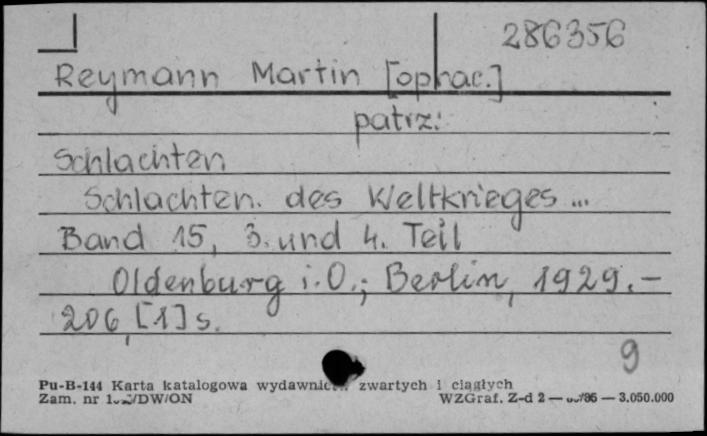 286356
Reymann Martin [oprac.]
patrz:
Schlachten
Schlachten. des Weltkrieges ...
Band 15, 3. und 4. Teil
Oldenburg i.O.; Berlin, 1929.-
206, [1] s.
9
Pu-B-144 Karta katalogowa zwartych i ciągłych
Zam. nr /DW/ON WZGraf. Z-d 2 — /86 — 3.050.000